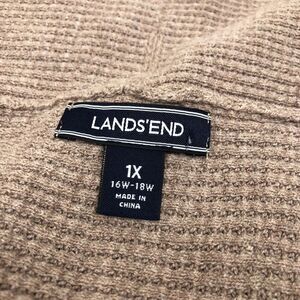 LANDS'END
1X
16W-18W
MADE IN
CHINA